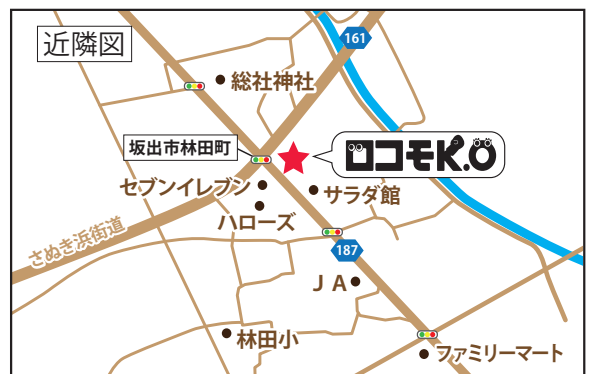 近隣図
161
総社神社
坂出市林田町
ロコモK.O
セブンイレブン
サラダ館
ハローズ
さぬき浜街道
187
JA
林田小
ファミリーマート